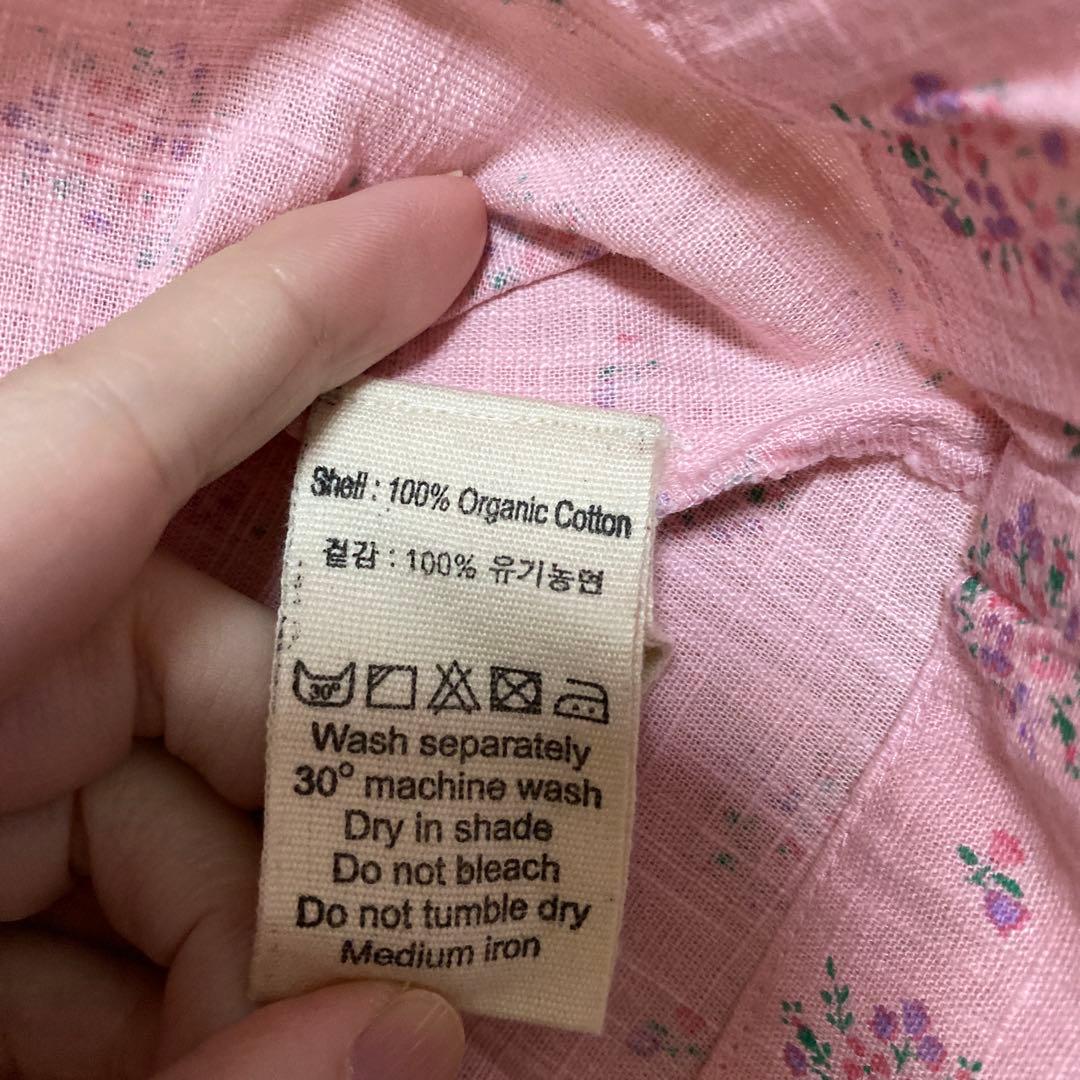 Shell : 100% Organic Cotton
겉감 : 100% 유기농면
30°
Wash separately
30° machine wash
Dry in shade
Do not bleach
Do not tumble dry
Medium iron